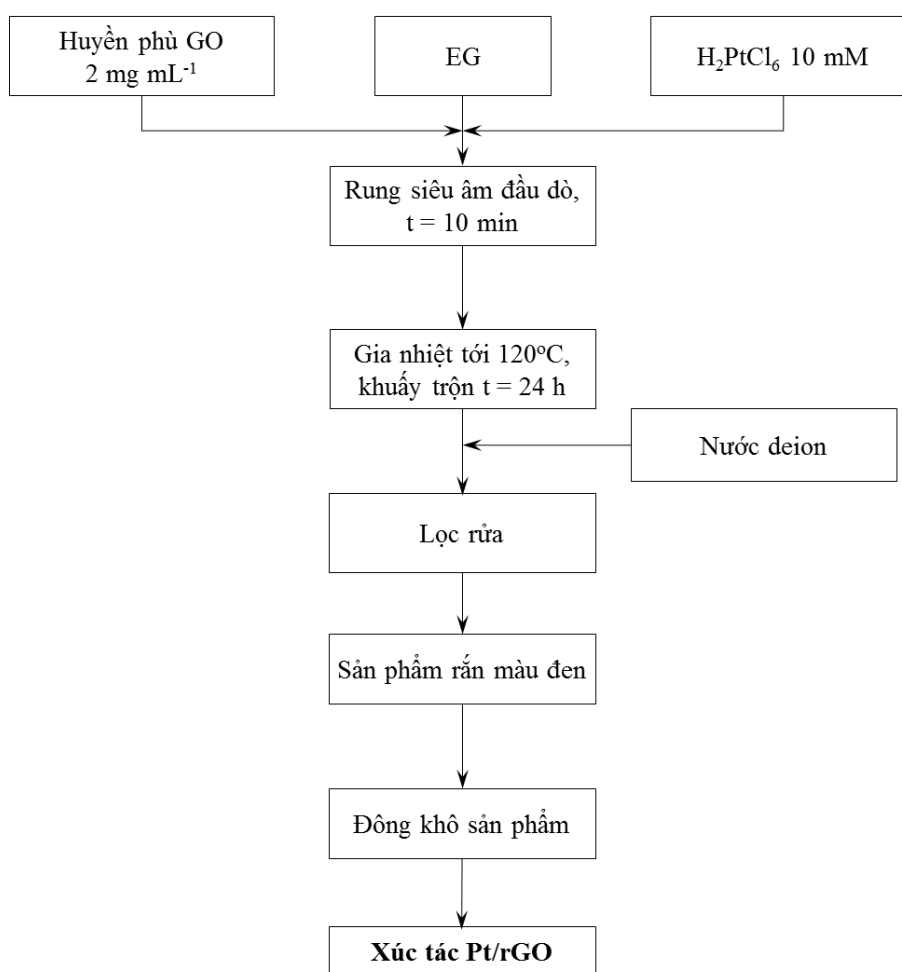 Huyền phù GO
2 mg mL⁻¹
EG
H₂PtCl₆ 10 mM
Rung siêu âm đầu dò,
t = 10 min
Gia nhiệt tới 120°C,
khuấy trộn t = 24 h
Nước deion
Lọc rửa
Sản phẩm rắn màu đen
Đông khô sản phẩm
Xúc tác Pt/rGO